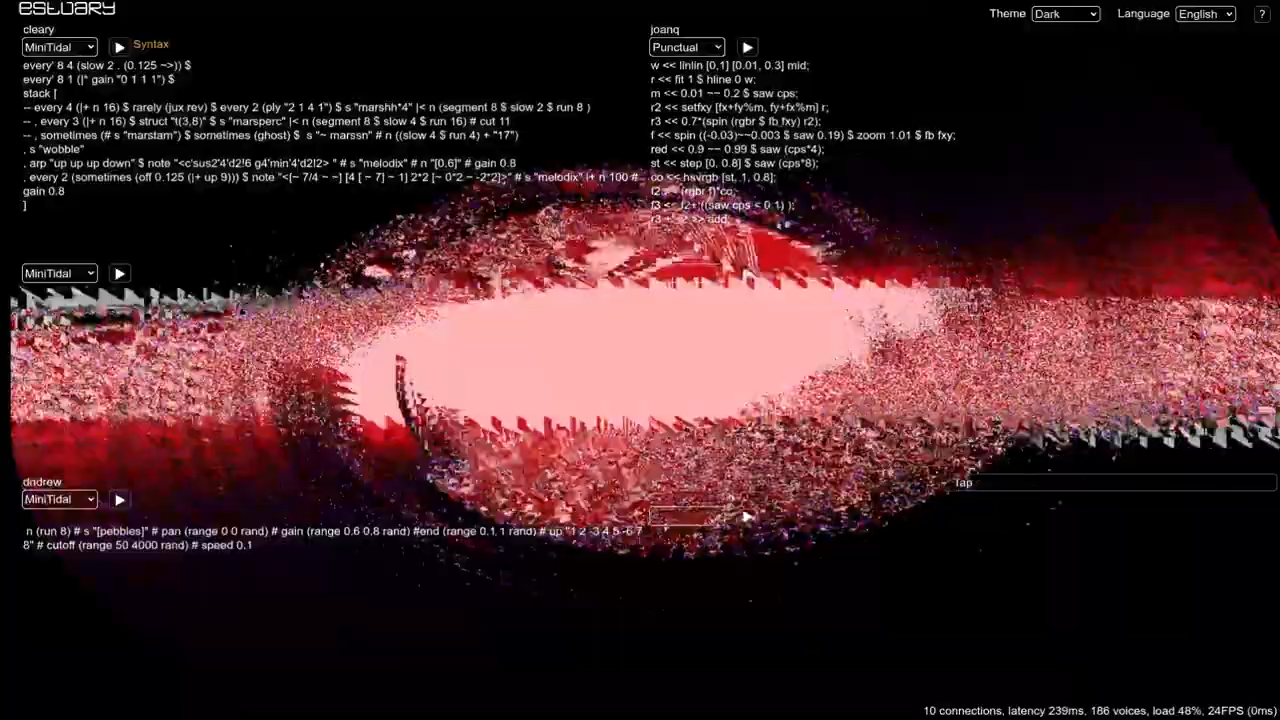 estuary
Theme Dark Language English ?
cleary
MiniTidal Syntax
every' 8 4 (slow 2 . (0.125 ~>)) $
every' 8 1 (|* gain "0 1 1 1") $
stack [
-- every 4 (|+ n 16) $ rarely (jux rev) $ every 2 (ply "2 1 4 1") $ s "marshh*4" |< n (segment 8 $ slow 2 $ run 8 )
-- , every 3 (|+ n 16) $ struct "t(3,8)" $ s "marsperc" |< n (segment 8 $ slow 4 $ run 16) # cut 11
-- , sometimes (# s "marstam") $ sometimes (ghost) $ s "~ marssn" # n ((slow 4 $ run 4) + "17")
, s "wobble"
, arp "up up up down" $ note "<c'sus2'4'd2!6 g4'min'4'd2!2> " # s "melodix" # n "[0,6]" # gain 0.8
, every 2 (sometimes (off 0.125 (|+ up 9))) $ note "<[~ 7/4 ~ ~] [4 [ ~ 7] ~ 1] 2*2 [~ 0*2 ~ -2*2]>" # s "melodix" |+ n 100 #
gain 0.8
]
joanq
Punctual
w << linlin [0,1] [0.01, 0.3] mid;
r << fit 1 $ hline 0 w;
m << 0.01 ~~ 0.2 $ saw cps;
r2 << setfxy [fx+fy%m, fy+fx%m] r;
r3 << 0.7*(spin (rgbr $ fb fxy) r2);
f << spin ((-0.03)~~0.003 $ saw 0.19) $ zoom 1.01 $ fb fxy;
red << 0.9 ~~ 0.99 $ saw (cps*4);
st << step [0, 0.8] $ saw (cps*8);
co << hsvrgb [st, 1, 0.8];
f2 << (rgbr f)*co;
f3 << f2*((saw cps < 0.1) );
>> add
MiniTidal
dndrew
MiniTidal
n (run 8) # s "[pebbles]" # pan (range 0 0 rand) # gain (range 0.6 0.8 rand) #end (range 0.1 1 rand) # up "1 2 -3 4 5 -6 7
8" # cutoff (range 50 4000 rand) # speed 0.1
10 connections, latency 239ms, 186 voices, load 48%, 24FPS (0ms)